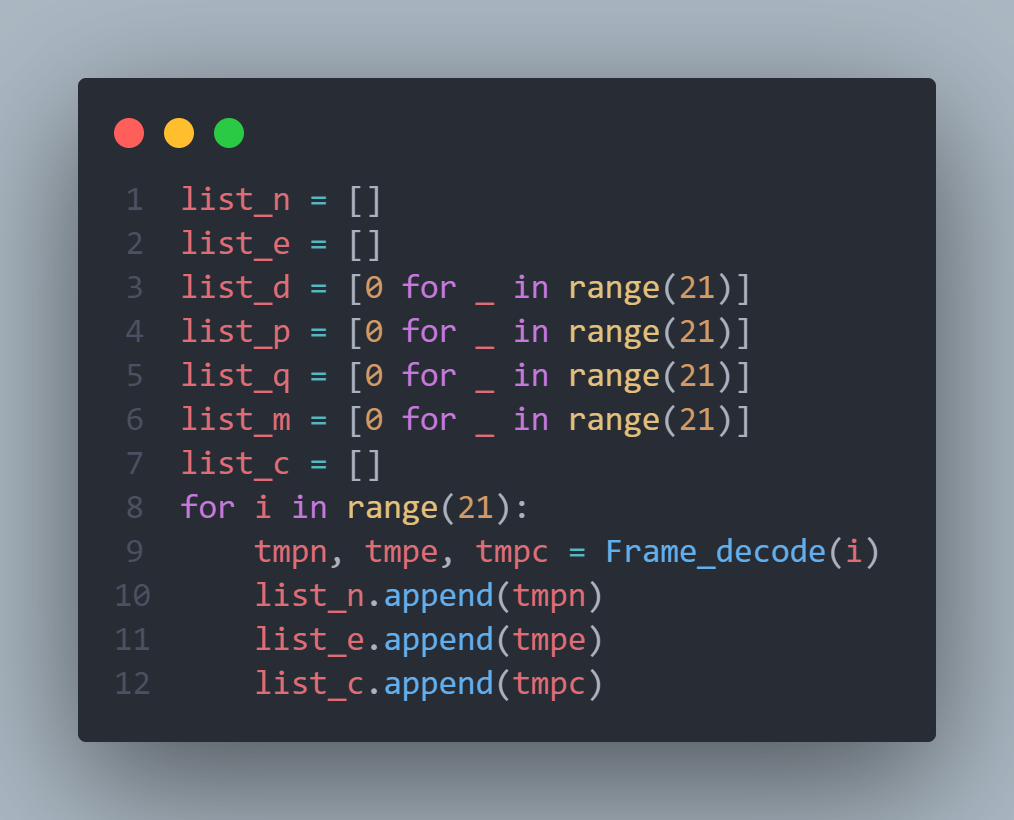 1 list_n = []
2 list_e = []
3 list_d = [0 for _ in range(21)]
4 list_p = [0 for _ in range(21)]
5 list_q = [0 for _ in range(21)]
6 list_m = [0 for _ in range(21)]
7 list_c = []
8 for i in range(21):
9     tmpn, tmpe, tmpc = Frame_decode(i)
10     list_n.append(tmpn)
11     list_e.append(tmpe)
12     list_c.append(tmpc)